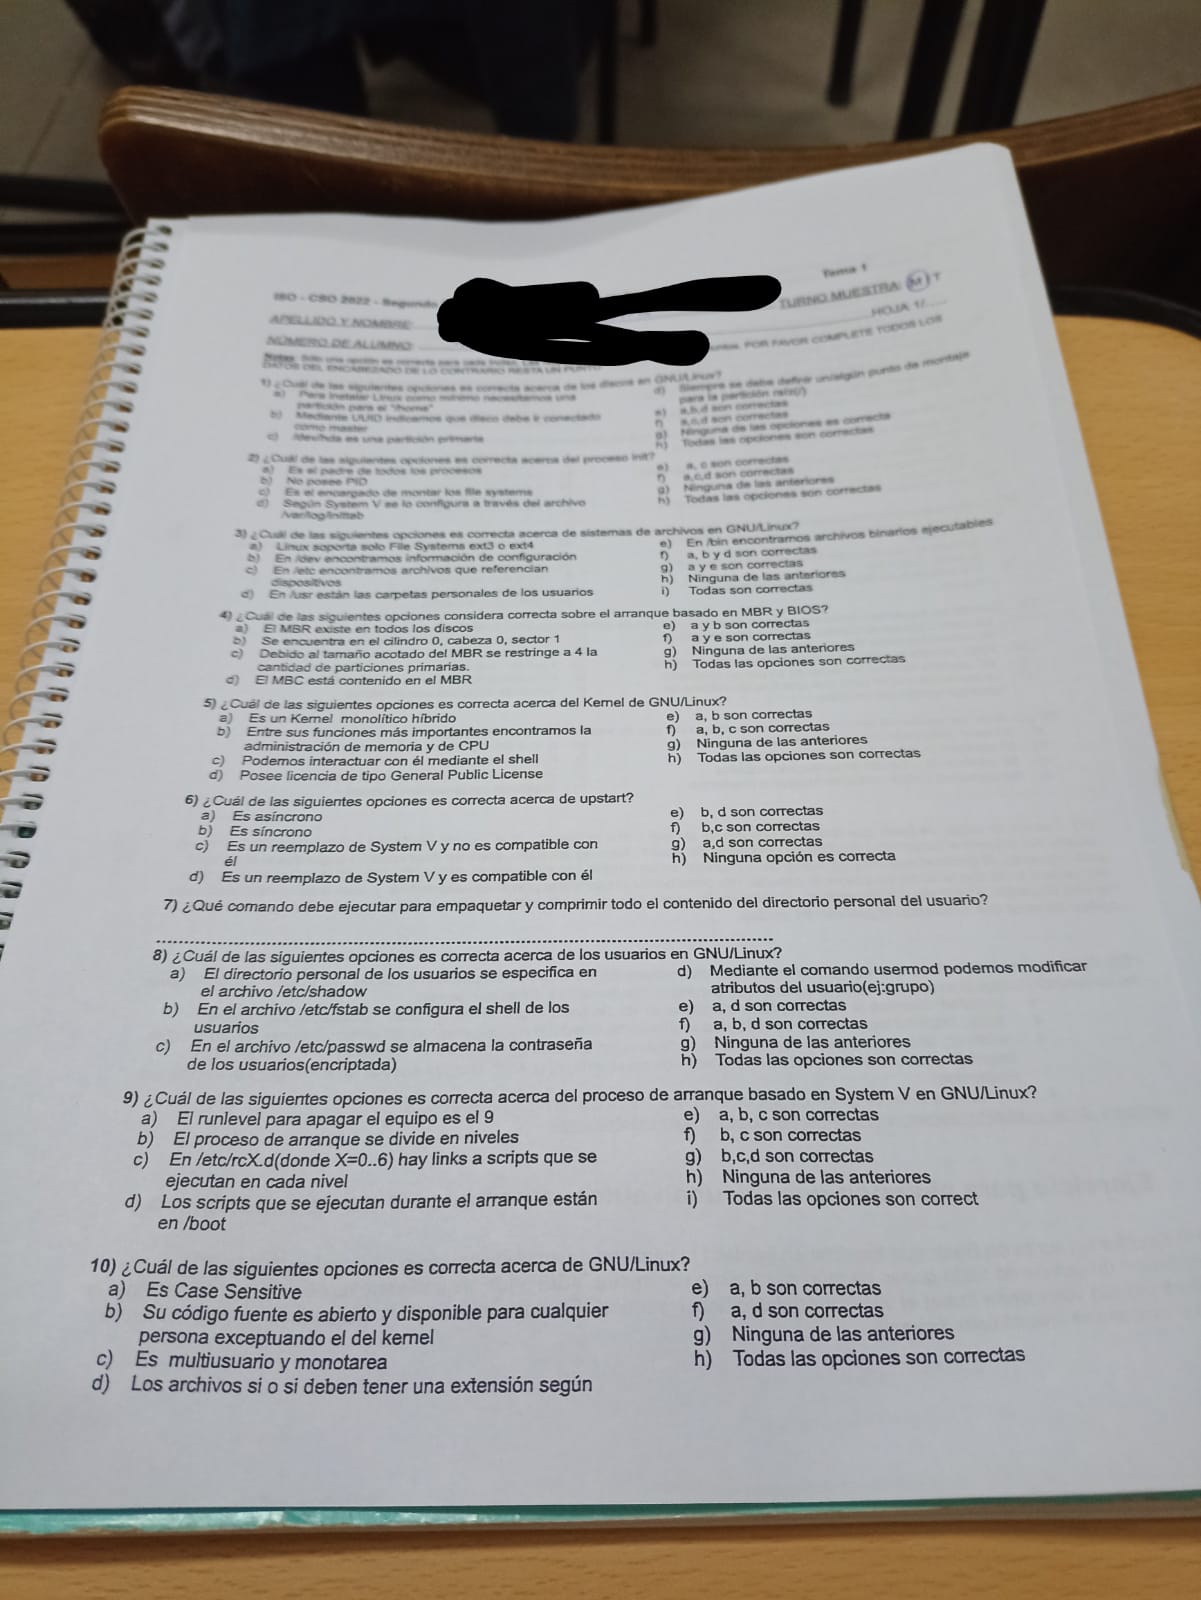 Tema 1
ISO - CSO 2022 - Segundo
TURNO MUESTRA: M T
APELLIDO Y NOMBRE:
HOJA 1/......
NÚMERO DE ALUMNO:
Notas: Solo una opción es correcta para cada
POR FAVOR COMPLETE TODOS LOS
DATOS DEL ENCABEZADO DE LO CONTRARIO RESTA UN PUNTO
1) ¿Cuál de las siguientes opciones es correcta acerca de los discos en GNU/Linux?
a) Para instalar Linux como mínimo necesitamos una
partición para el "/home"
b) Mediante UUID indicamos que disco debe ir conectado
como master
c) /dev/hda es una partición primaria
d) Siempre se debe definir un/algún punto de montaje
para la partición raiz(/)
e) a,b,d son correctas
f) a,c,d son correctas
g) Ninguna de las opciones es correcta
h) Todas las opciones son correctas
2) ¿Cuál de las siguientes opciones es correcta acerca del proceso init?
a) Es el padre de todos los procesos
b) No posee PID
c) Es el encargado de montar los file systems
d) Según System V se lo configura a través del archivo
/var/log/inittab
e) a, c son correctas
f) a,c,d son correctas
g) Ninguna de las anteriores
h) Todas las opciones son correctas
3) ¿Cuál de las siguientes opciones es correcta acerca de sistemas de archivos en GNU/Linux?
a) Linux soporta solo File Systems ext3 o ext4
b) En /dev encontramos información de configuración
c) En /etc encontramos archivos que referencian
dispositivos
d) En /usr están las carpetas personales de los usuarios
e) En /bin encontramos archivos binarios ejecutables
f) a, b y d son correctas
g) a y e son correctas
h) Ninguna de las anteriores
i) Todas son correctas
4) ¿Cuál de las siguientes opciones considera correcta sobre el arranque basado en MBR y BIOS?
a) El MBR existe en todos los discos
b) Se encuentra en el cilindro 0, cabeza 0, sector 1
c) Debido al tamaño acotado del MBR se restringe a 4 la
cantidad de particiones primarias.
d) El MBC está contenido en el MBR
e) a y b son correctas
f) a y e son correctas
g) Ninguna de las anteriores
h) Todas las opciones son correctas
5) ¿Cuál de las siguientes opciones es correcta acerca del Kernel de GNU/Linux?
a) Es un Kernel monolítico híbrido
b) Entre sus funciones más importantes encontramos la
administración de memoria y de CPU
c) Podemos interactuar con él mediante el shell
d) Posee licencia de tipo General Public License
e) a, b son correctas
f) a, b, c son correctas
g) Ninguna de las anteriores
h) Todas las opciones son correctas
6) ¿Cuál de las siguientes opciones es correcta acerca de upstart?
a) Es asíncrono
b) Es síncrono
c) Es un reemplazo de System V y no es compatible con
él
d) Es un reemplazo de System V y es compatible con él
e) b, d son correctas
f) b,c son correctas
g) a,d son correctas
h) Ninguna opción es correcta
7) ¿Qué comando debe ejecutar para empaquetar y comprimir todo el contenido del directorio personal del usuario?
8) ¿Cuál de las siguientes opciones es correcta acerca de los usuarios en GNU/Linux?
a) El directorio personal de los usuarios se especifica en
el archivo /etc/shadow
b) En el archivo /etc/fstab se configura el shell de los
usuarios
c) En el archivo /etc/passwd se almacena la contraseña
de los usuarios(encriptada)
d) Mediante el comando usermod podemos modificar
atributos del usuario(ej:grupo)
e) a, d son correctas
f) a, b, d son correctas
g) Ninguna de las anteriores
h) Todas las opciones son correctas
9) ¿Cuál de las siguientes opciones es correcta acerca del proceso de arranque basado en System V en GNU/Linux?
a) El runlevel para apagar el equipo es el 9
b) El proceso de arranque se divide en niveles
c) En /etc/rcX.d(donde X=0..6) hay links a scripts que se
ejecutan en cada nivel
d) Los scripts que se ejecutan durante el arranque están
en /boot
e) a, b, c son correctas
f) b, c son correctas
g) b,c,d son correctas
h) Ninguna de las anteriores
i) Todas las opciones son correct
10) ¿Cuál de las siguientes opciones es correcta acerca de GNU/Linux?
a) Es Case Sensitive
b) Su código fuente es abierto y disponible para cualquier
persona exceptuando el del kernel
c) Es multiusuario y monotarea
d) Los archivos si o si deben tener una extensión según
e) a, b son correctas
f) a, d son correctas
g) Ninguna de las anteriores
h) Todas las opciones son correctas